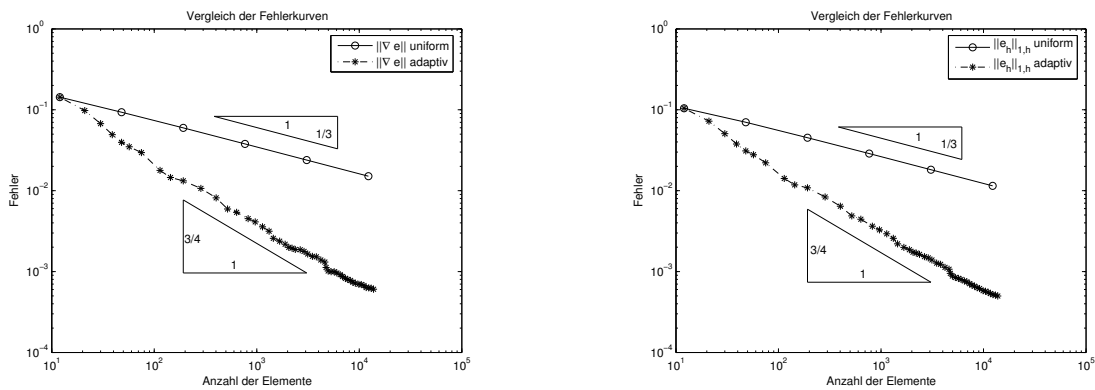 Vergleich der Fehlerkurven
10^0
10^-1
10^-2
10^-3
10^-4
Fehler
||∇ e|| uniform
||∇ e|| adaptiv
1
1/3
3/4
1
10^1
10^2
10^3
10^4
10^5
Anzahl der Elemente
Vergleich der Fehlerkurven
10^0
10^-1
10^-2
10^-3
10^-4
Fehler
||e_h||_1,h uniform
||e_h||_1,h adaptiv
1
1/3
3/4
1
10^1
10^2
10^3
10^4
10^5
Anzahl der Elemente